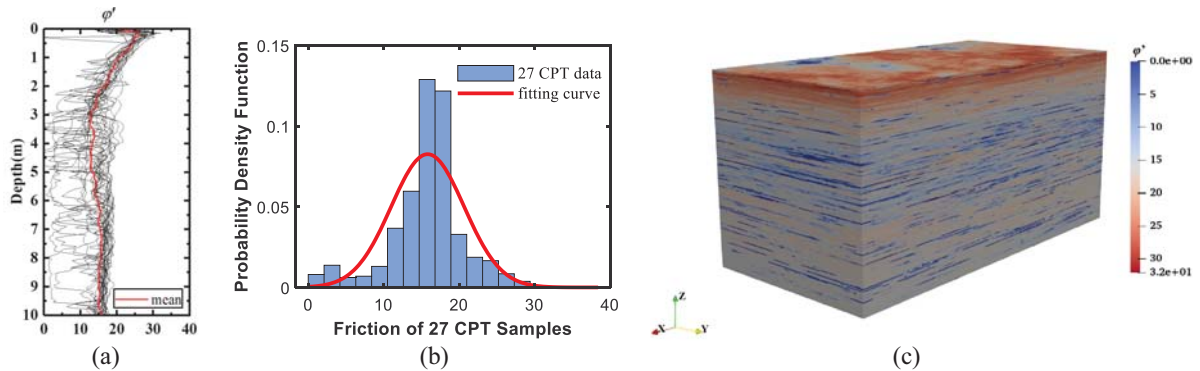 φ'
0
1
2
3
4
5
6
7
8
9
10
Depth(m)
mean
0 10 20 30 40
(a)
Probability Density Function
0.15
0.1
0.05
0
27 CPT data
fitting curve
0 10 20 30 40
Friction of 27 CPT Samples
(b)
φ'
0.0e+00
5
10
15
20
25
30
3.2e+01
Z
X
Y
(c)